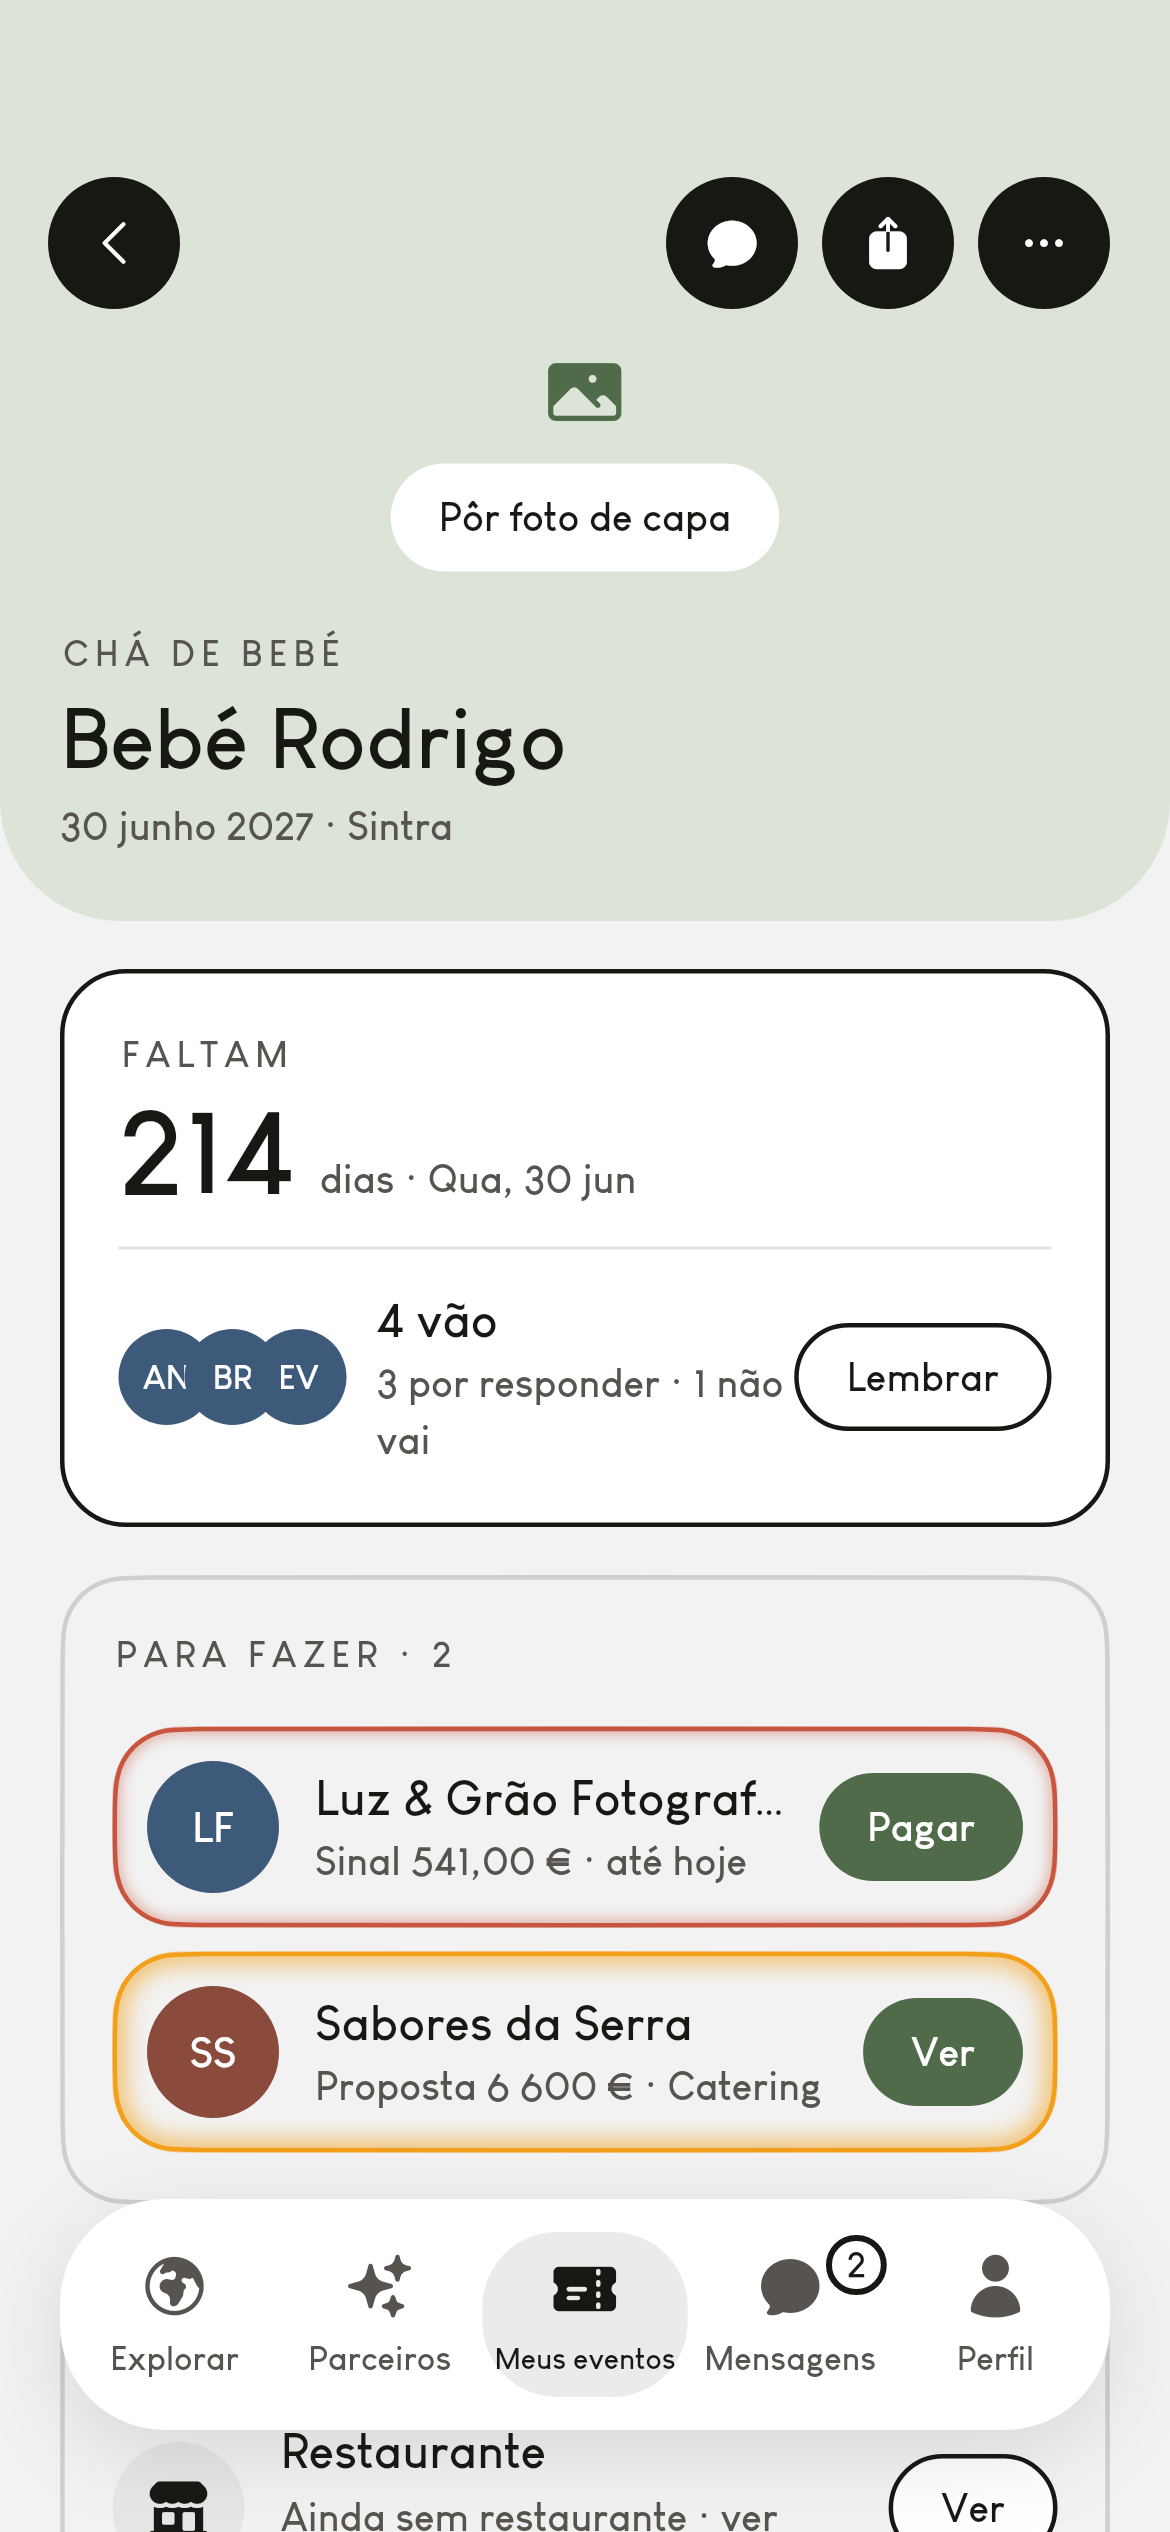 Pôr foto de capa
CHÁ DE BEBÉ
Bebé Rodrigo
30 junho 2027 · Sintra
FALTAM
214 dias · Qua, 30 jun
AN BR EV
4 vão
3 por responder · 1 não
vai
Lembrar
PARA FAZER · 2
LF
Luz & Grão Fotograf...
Sinal 541,00 € · até hoje
Pagar
SS
Sabores da Serra
Proposta 6 600 € · Catering
Ver
2
Explorar
Parceiros
Meus eventos
Mensagens
Perfil
Restaurante
Ainda sem restaurante · ver
Ver